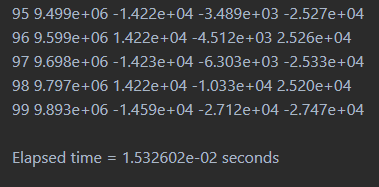 95 9.499e+06 -1.422e+04 -3.489e+03 -2.527e+04
96 9.599e+06 1.422e+04 -4.512e+03 2.526e+04
97 9.698e+06 -1.423e+04 -6.303e+03 -2.533e+04
98 9.797e+06 1.422e+04 -1.033e+04 2.520e+04
99 9.893e+06 -1.459e+04 -2.712e+04 -2.747e+04
Elapsed time = 1.532602e-02 seconds